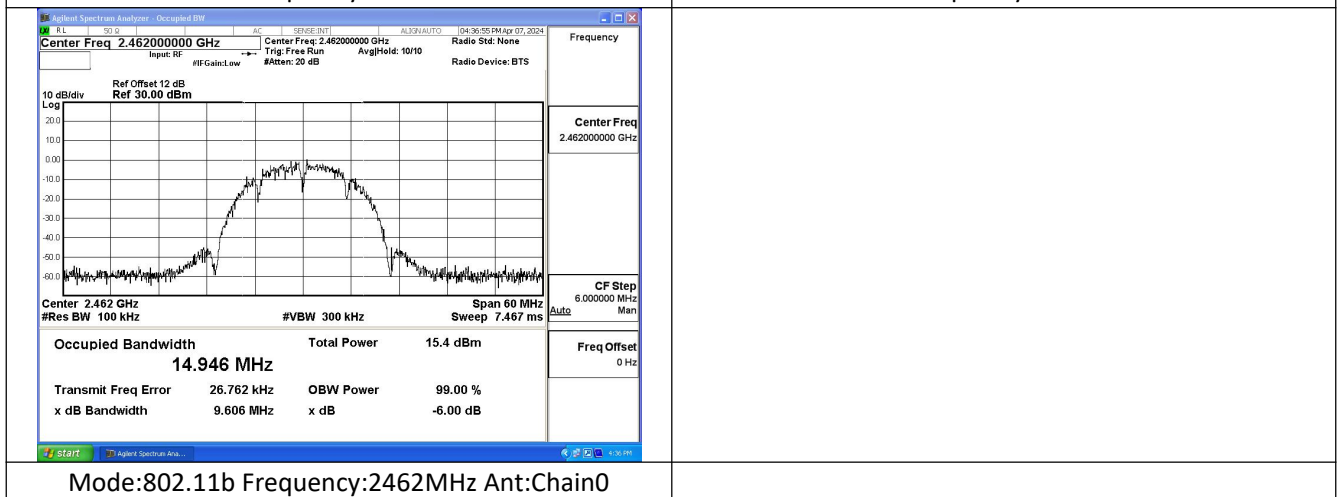 Agilent Spectrum Analyzer - Occupied BW
RL 50 Ω AC SENSE:INT ALIGN AUTO 04:36:55 PM Apr 07, 2024
Center Freq 2.462000000 GHz
Center Freq: 2.462000000 GHz
Radio Std: None
Frequency
Input: RF
Trig: Free Run
Avg|Hold: 10/10
#IFGain:Low
#Atten: 20 dB
Radio Device: BTS
Ref Offset 12 dB
10 dB/div Ref 30.00 dBm
Log
20.0
10.0
0.00
-10.0
-20.0
-30.0
-40.0
-50.0
-60.0
Center Freq
2.462000000 GHz
Center 2.462 GHz
Span 60 MHz
#Res BW 100 kHz
#VBW 300 kHz
Sweep 7.467 ms
CF Step
6.000000 MHz
Auto Man
Occupied Bandwidth
Total Power 15.4 dBm
14.946 MHz
Transmit Freq Error 26.762 kHz
OBW Power 99.00 %
x dB Bandwidth 9.606 MHz
x dB -6.00 dB
Freq Offset
0 Hz
start
Agilent Spectrum Ana...
4:36 PM
Mode:802.11b Frequency:2462MHz Ant:Chain0